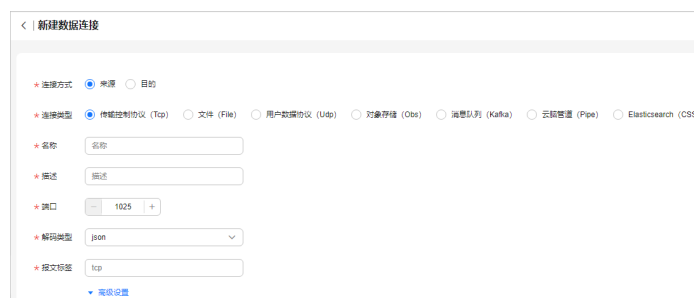 新建数据连接
* 连接方式 来源 目的
* 连接类型 传输控制协议（Tcp） 文件（File） 用户数据协议（Udp） 对象存储（Obs） 消息队列（Kafka） 云脑管道（Pipe） Elasticsearch（CSS
* 名称 名称
* 描述 描述
* 端口 − 1025 +
* 解码类型 json
* 报文标签 tcp
高级设置